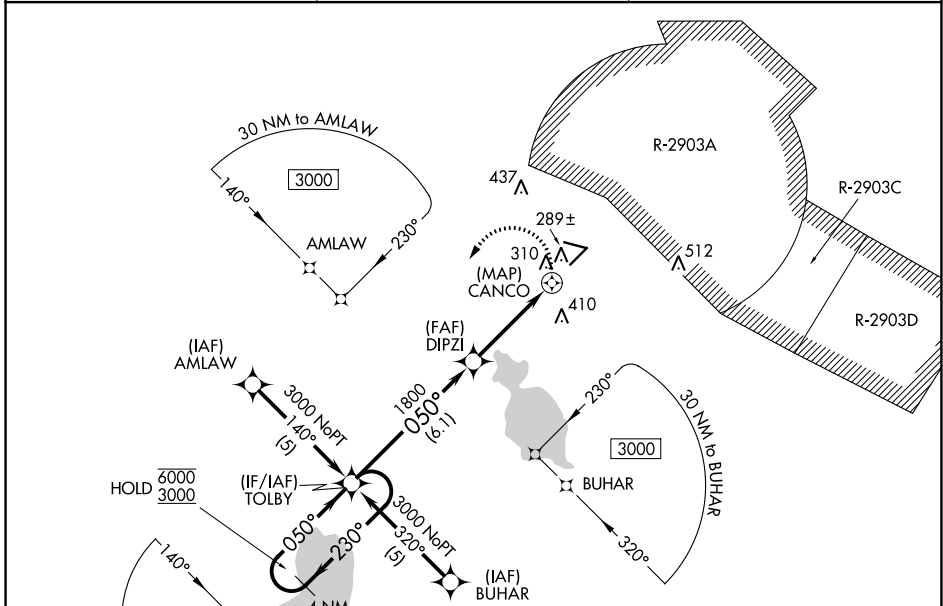 30 NM to AMLAW
3000
140°
230°
AMLAW
R-2903A
R-2903C
R-2903D
437
289±
310
512
(MAP)
CANCO
410
(FAF)
DIPZI
(IAF)
AMLAW
3000 NoPT
140°
(5)
1800
050°
(6.1)
230°
30 NM to BUHAR
3000
BUHAR
320°
HOLD 6000
3000
(IF/IAF)
TOLBY
3000 NoPT
320°
(5)
050°
230°
(IAF)
BUHAR
140°
4 NM